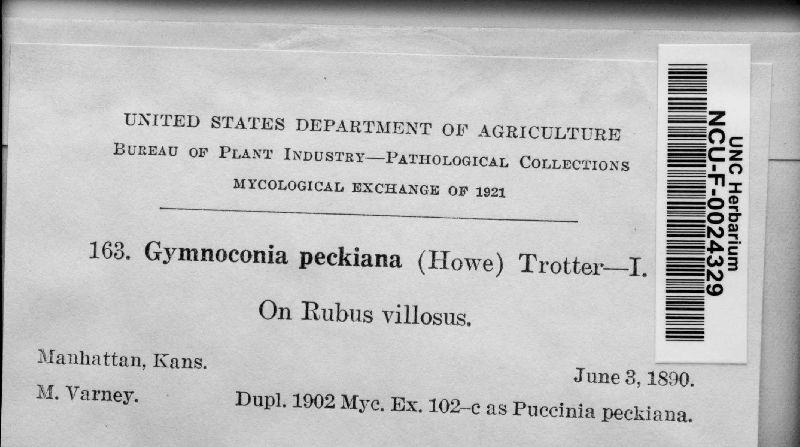 UNITED STATES DEPARTMENT OF AGRICULTURE
BUREAU OF PLANT INDUSTRY—PATHOLOGICAL COLLECTIONS
MYCOLOGICAL EXCHANGE OF 1921
163. Gymnoconia peckiana (Howe) Trotter—I.
On Rubus villosus.
Manhattan, Kans.
June 3, 1890.
M. Varney.
Dupl. 1902 Myc. Ex. 102-c as Puccinia peckiana.
UNC Herbarium
NCU-F-0024329